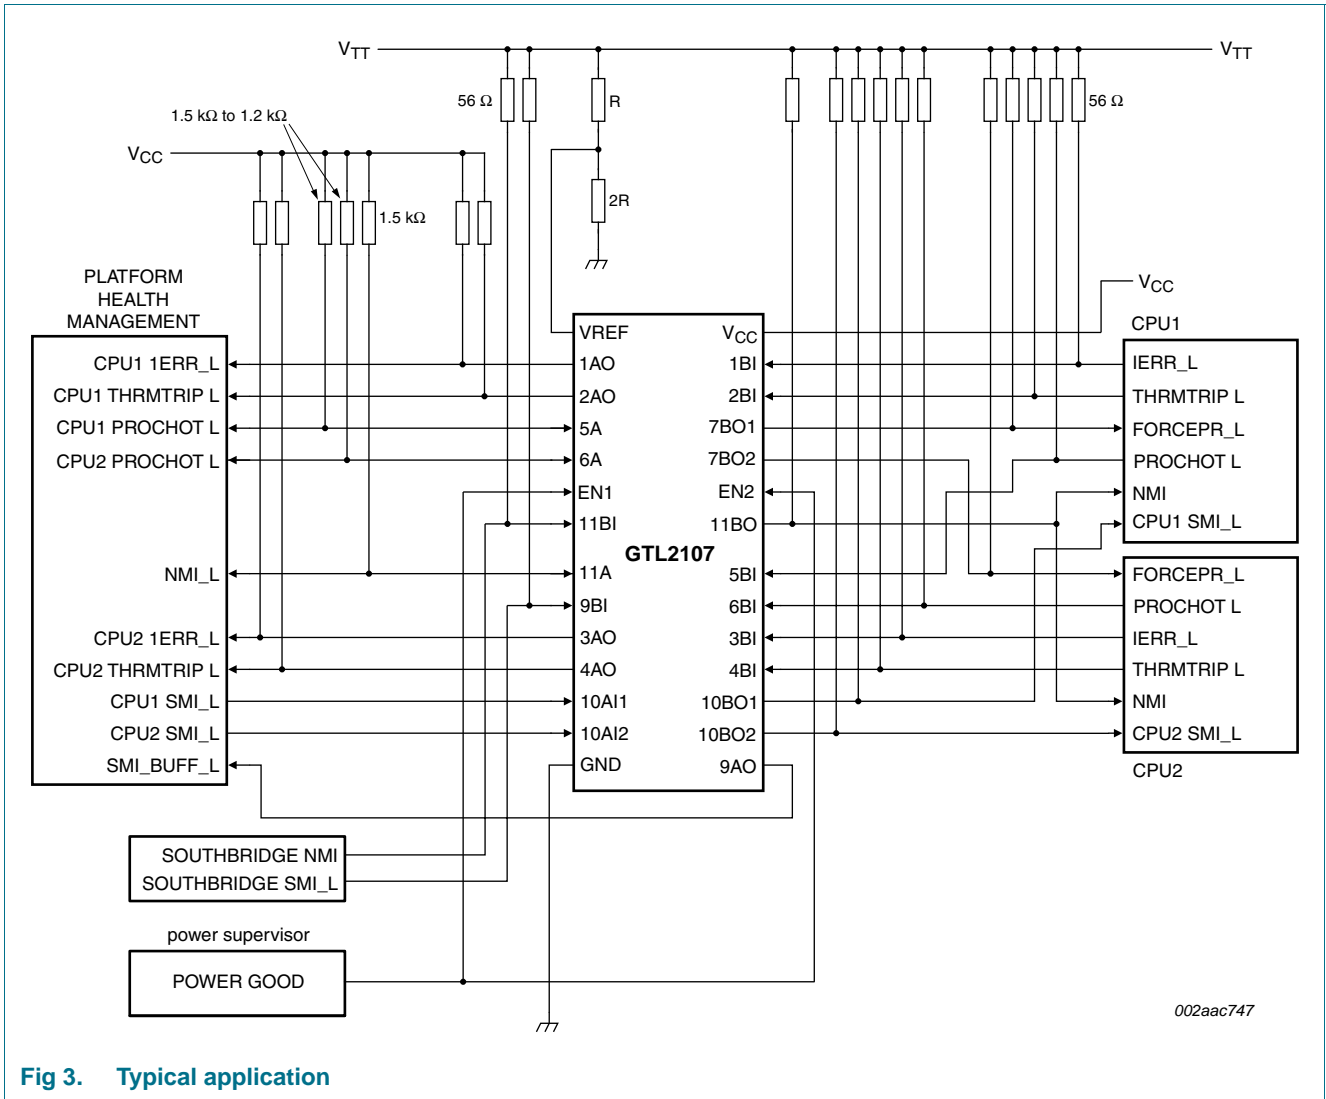 VTT
VTT
56 Ω
R
56 Ω
1.5 kΩ to 1.2 kΩ
VCC
2R
1.5 kΩ
PLATFORM
HEALTH
MANAGEMENT
CPU1 1ERR_L
CPU1 THRMTRIP L
CPU1 PROCHOT L
CPU2 PROCHOT L
NMI_L
CPU2 1ERR_L
CPU2 THRMTRIP L
CPU1 SMI_L
CPU2 SMI_L
SMI_BUFF_L
VREF
1AO
2AO
5A
6A
EN1
11BI
GTL2107
11A
9BI
3AO
4AO
10AI1
10AI2
GND
VCC
1BI
2BI
7BO1
7BO2
EN2
11BO
5BI
6BI
3BI
4BI
10BO1
10BO2
9AO
VCC
CPU1
IERR_L
THRMTRIP L
FORCEPR_L
PROCHOT L
NMI
CPU1 SMI_L
FORCEPR_L
PROCHOT L
IERR_L
THRMTRIP L
NMI
CPU2 SMI_L
CPU2
SOUTHBRIDGE NMI
SOUTHBRIDGE SMI_L
power supervisor
POWER GOOD
002aac747
Fig 3. Typical application